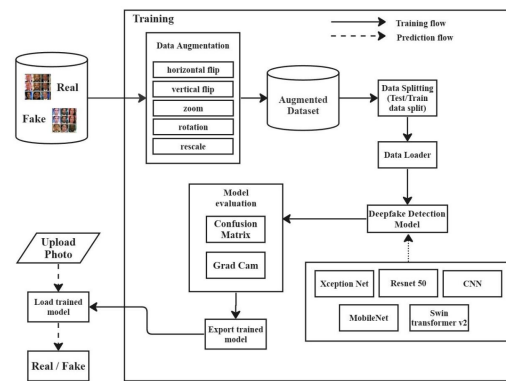 Training
Training flow
Prediction flow
Real
Fake
Data Augmentation
horizontal flip
vertical flip
zoom
rotation
rescale
Augmented
Dataset
Data Splitting
(Test/Train
data split)
Data Loader
Deepfake Detection
Model
Xception Net
Resnet 50
CNN
MobileNet
Swin
transformer v2
Model
evaluation
Confusion
Matrix
Grad Cam
Export trained
model
Upload
Photo
Load trained
model
Real / Fake